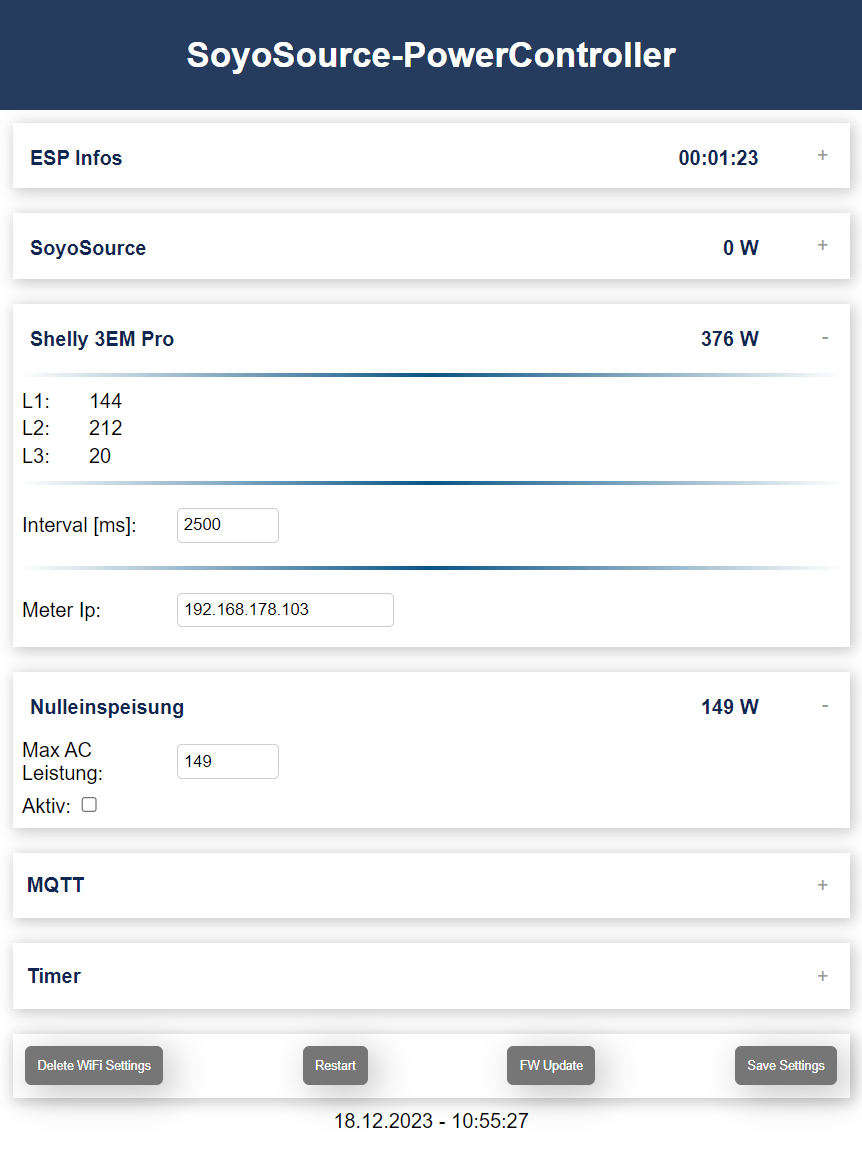 SoyoSource-PowerController
ESP Infos 00:01:23 +
SoyoSource 0 W +
Shelly 3EM Pro 376 W -
L1: 144
L2: 212
L3: 20
Interval [ms]: 2500
Meter Ip: 192.168.178.103
Nulleinspeisung 149 W -
Max AC
Leistung: 149
Aktiv:
MQTT +
Timer +
Delete WiFi Settings Restart FW Update Save Settings
18.12.2023 - 10:55:27